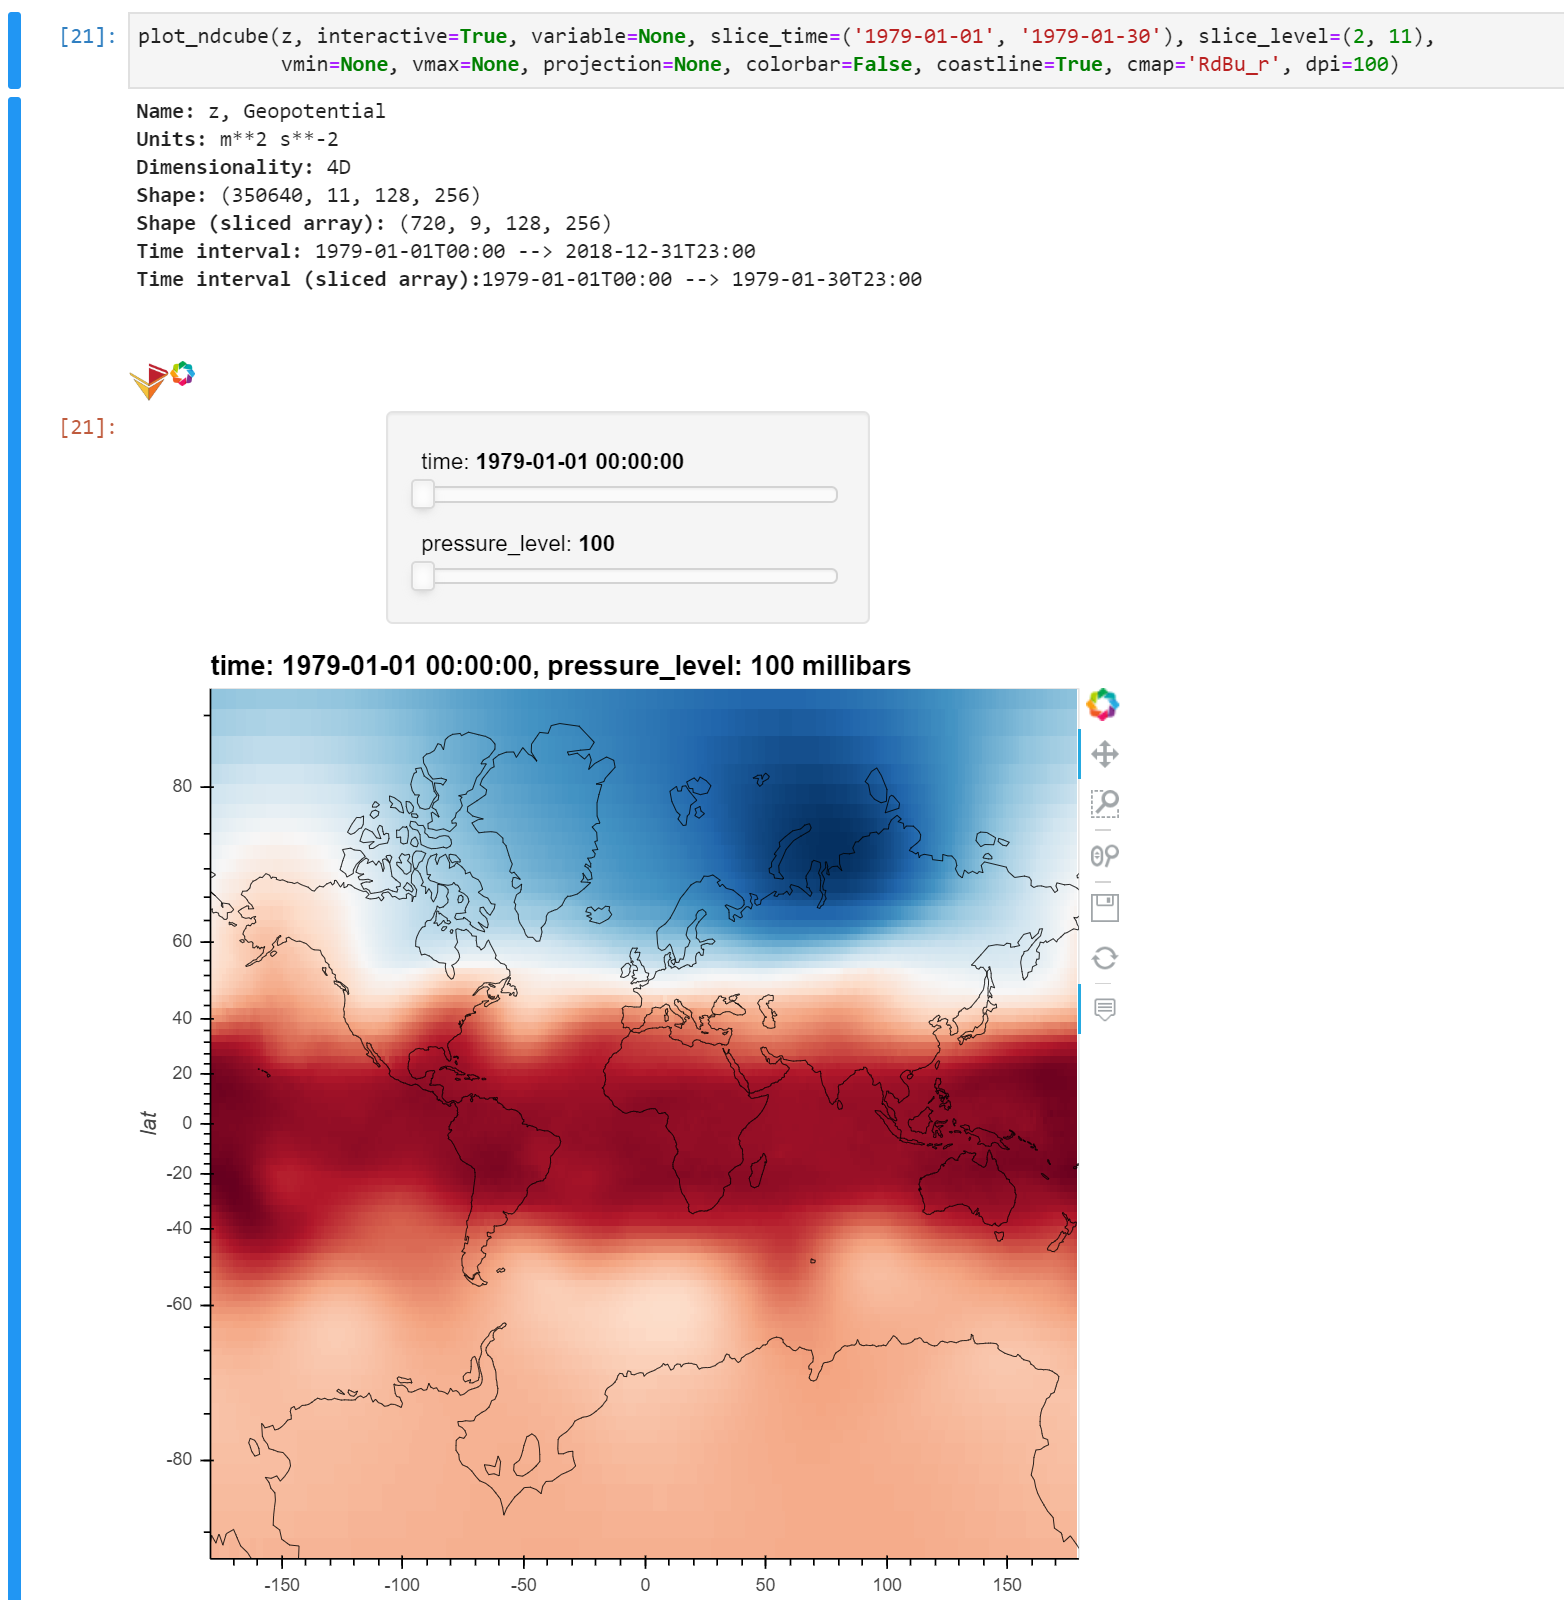 [21]: plot_ndcube(z, interactive=True, variable=None, slice_time=('1979-01-01', '1979-01-30'), slice_level=(2, 11),
vmin=None, vmax=None, projection=None, colorbar=False, coastline=True, cmap='RdBu_r', dpi=100)
Name: z, Geopotential
Units: m**2 s**-2
Dimensionality: 4D
Shape: (350640, 11, 128, 256)
Shape (sliced array): (720, 9, 128, 256)
Time interval: 1979-01-01T00:00 --> 2018-12-31T23:00
Time interval (sliced array):1979-01-01T00:00 --> 1979-01-30T23:00
[21]:
time: 1979-01-01 00:00:00
pressure_level: 100
time: 1979-01-01 00:00:00, pressure_level: 100 millibars
80
60
40
20
0
-20
-40
-60
-80
lat
-150 -100 -50 0 50 100 150